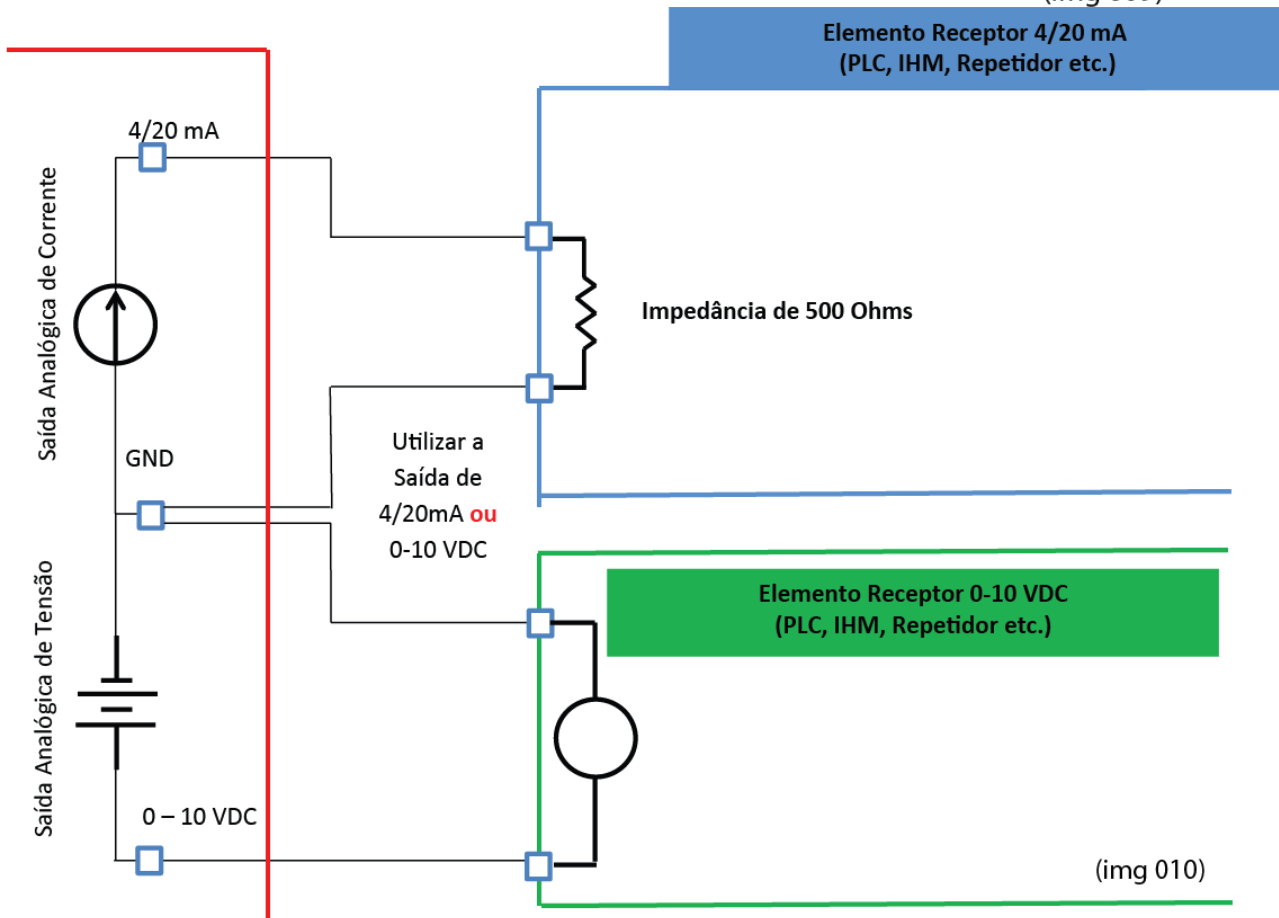 Elemento Receptor 4/20 mA
(PLC, IHM, Repetidor etc.)
4/20 mA
Saída Analógica de Corrente
Impedância de 500 Ohms
GND
Utilizar a
Saída de
4/20mA ou
0-10 VDC
Elemento Receptor 0-10 VDC
(PLC, IHM, Repetidor etc.)
Saída Analógica de Tensão
0 – 10 VDC
(img 010)